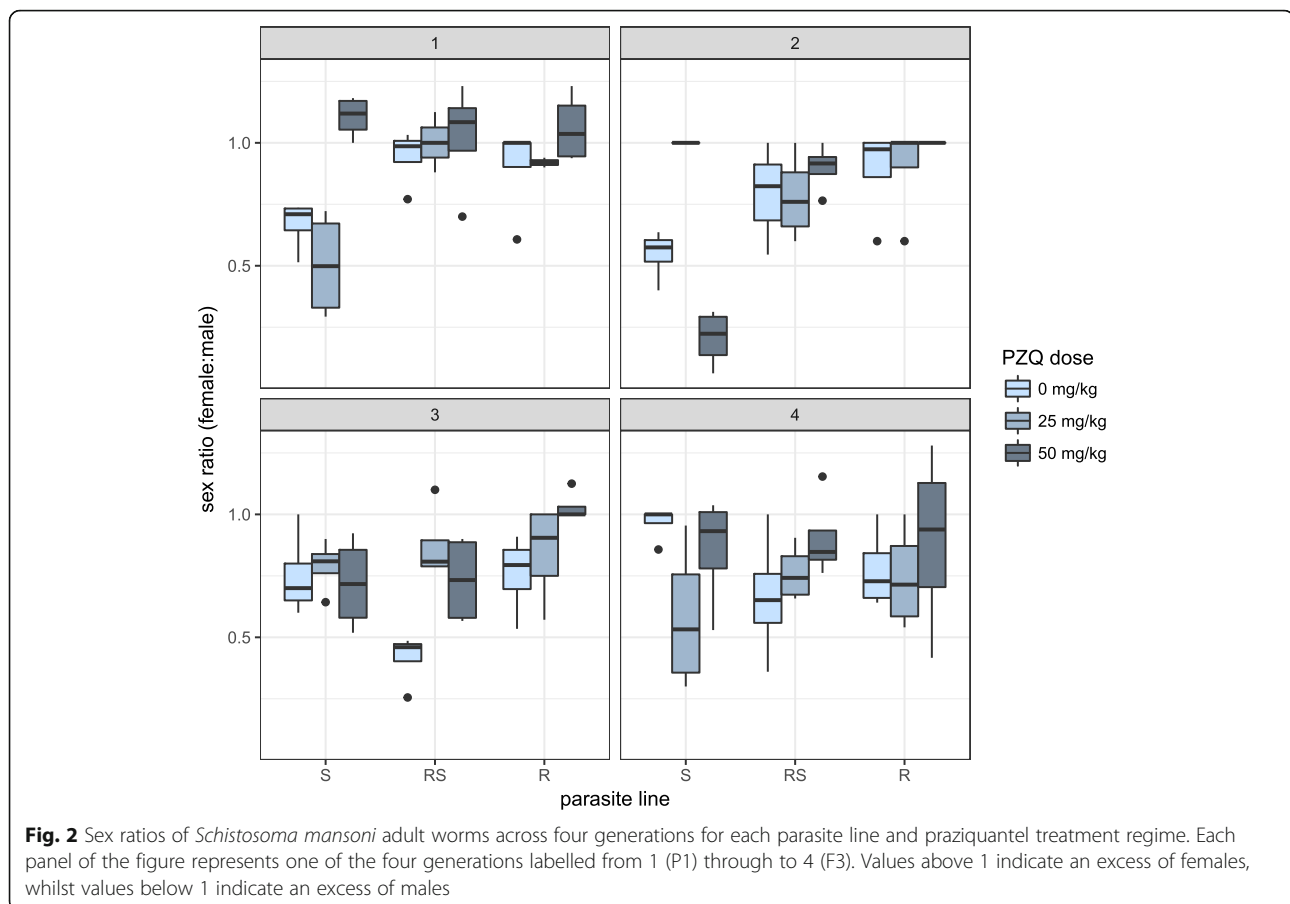 1
2
1.0
0.5
sex ratio (female:male)
3
4
1.0
0.5
S
RS
R
S
RS
R
parasite line
PZQ dose
0 mg/kg
25 mg/kg
50 mg/kg
Fig. 2 Sex ratios of Schistosoma mansoni adult worms across four generations for each parasite line and praziquantel treatment regime. Each
panel of the figure represents one of the four generations labelled from 1 (P1) through to 4 (F3). Values above 1 indicate an excess of females,
whilst values below 1 indicate an excess of males